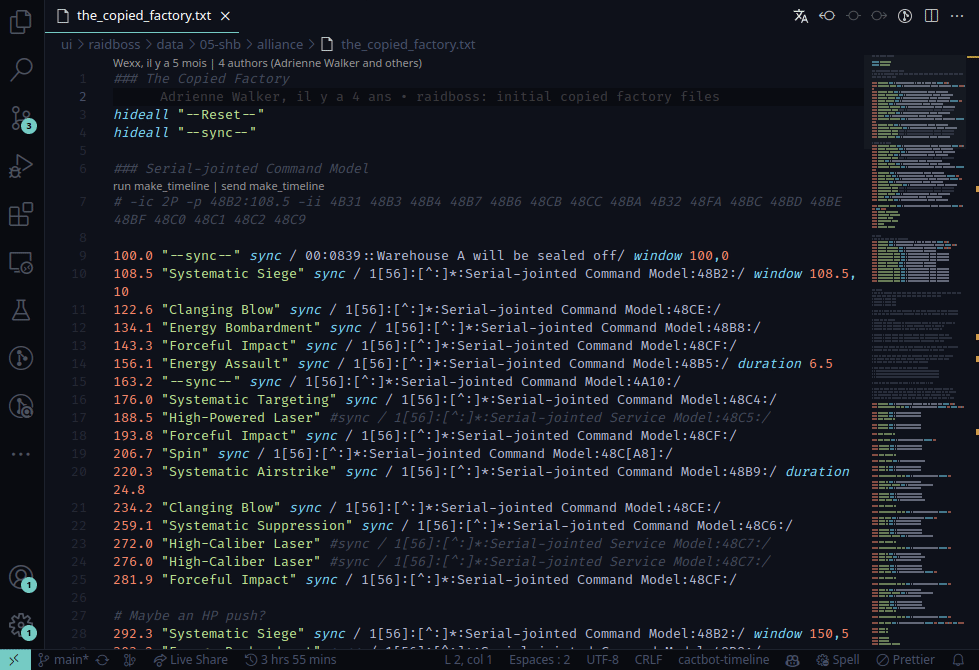 the_copied_factory.txt
ui > raidboss > data > 05-shb > alliance > the_copied_factory.txt
Wexx, il y a 5 mois | 4 authors (Adrienne Walker and others)
1 ### The Copied Factory
2 Adrienne Walker, il y a 4 ans • raidboss: initial copied factory files
3 hideall "--Reset--"
4 hideall "--sync--"
5
6 ### Serial-jointed Command Model
run make_timeline | send make_timeline
7 # -ic 2P -p 48B2:108.5 -ii 4B31 48B3 48B4 48B7 48B6 48CB 48CC 48BA 4B32 48FA 48BC 48BD 48BE
48BF 48C0 48C1 48C2 48C9
8
9 100.0 "--sync--" sync / 00:0839::Warehouse A will be sealed off/ window 100,0
10 108.5 "Systematic Siege" sync / 1[56]:[^:]*:Serial-jointed Command Model:48B2:/ window 108.5,
10
11 122.6 "Clanging Blow" sync / 1[56]:[^:]*:Serial-jointed Command Model:48CE:/
12 134.1 "Energy Bombardment" sync / 1[56]:[^:]*:Serial-jointed Command Model:48B8:/
13 143.3 "Forceful Impact" sync / 1[56]:[^:]*:Serial-jointed Command Model:48CF:/
14 156.1 "Energy Assault" sync / 1[56]:[^:]*:Serial-jointed Command Model:48B5:/ duration 6.5
15 163.2 "--sync--" sync / 1[56]:[^:]*:Serial-jointed Command Model:4A10:/
16 176.0 "Systematic Targeting" sync / 1[56]:[^:]*:Serial-jointed Command Model:48C4:/
17 188.5 "High-Powered Laser" #sync / 1[56]:[^:]*:Serial-jointed Service Model:48C5:/
18 193.8 "Forceful Impact" sync / 1[56]:[^:]*:Serial-jointed Command Model:48CF:/
19 206.7 "Spin" sync / 1[56]:[^:]*:Serial-jointed Command Model:48C[A8]:/
20 220.3 "Systematic Airstrike" sync / 1[56]:[^:]*:Serial-jointed Command Model:48B9:/ duration
24.8
21 234.2 "Clanging Blow" sync / 1[56]:[^:]*:Serial-jointed Command Model:48CE:/
22 259.1 "Systematic Suppression" sync / 1[56]:[^:]*:Serial-jointed Command Model:48C6:/
23 272.0 "High-Caliber Laser" #sync / 1[56]:[^:]*:Serial-jointed Service Model:48C7:/
24 276.0 "High-Caliber Laser" #sync / 1[56]:[^:]*:Serial-jointed Service Model:48C7:/
25 281.9 "Forceful Impact" sync / 1[56]:[^:]*:Serial-jointed Command Model:48CF:/
26
27 # Maybe an HP push?
28 292.3 "Systematic Siege" sync / 1[56]:[^:]*:Serial-jointed Command Model:48B2:/ window 150,5
3
1
1
main* Live Share 3 hrs 55 mins L 2, col 1 Espaces : 2 UTF-8 CRLF cactbot-timeline Spell Prettier